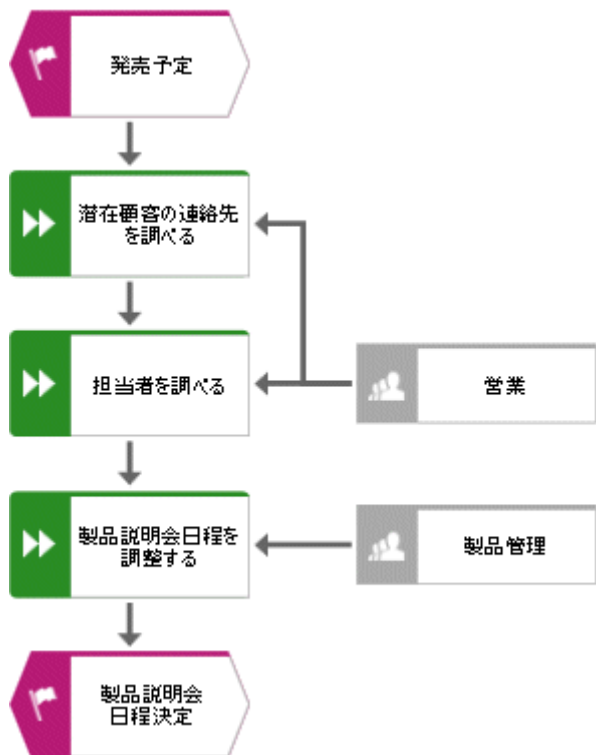 発売予定
潜在顧客の連絡先
を調べる
担当者を調べる
営業
製品説明会日程を
調整する
製品管理
製品説明会
日程決定